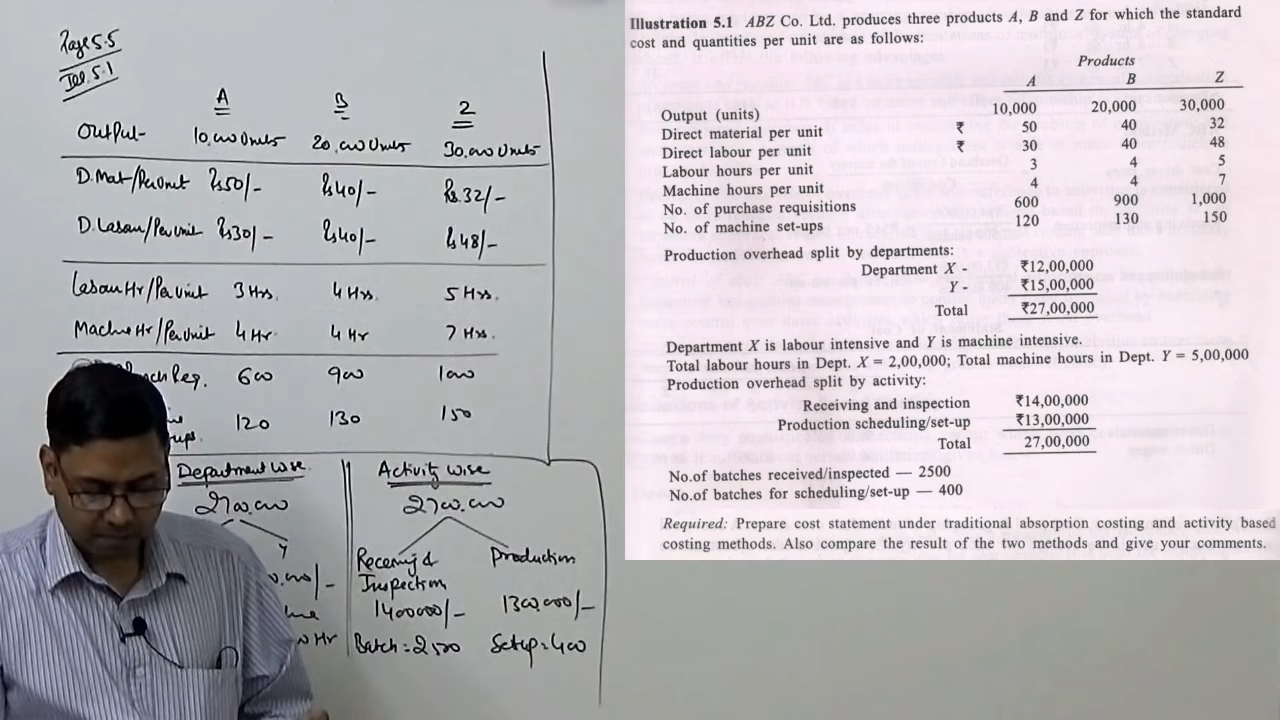 Page 5.5
Ill. 5.1
A B Z
Output- 10,000 Units 20,000 Units 30,000 Units
D.Mat/Per Unit Rs50/- Rs40/- Rs.32/-
D.Labour/Per Unit Rs30/- Rs40/- Rs48/-
Labour Hr/Per Unit 3 Hrs. 4 Hrs. 5 Hrs.
Machine Hr/Per Unit 4 Hr 4 Hr 7 Hrs.
Req. 600 900 1000
120 130 150
Department wise Activity wise
2700,000 2700,000
Y Receiving & Production
Inspection
1400000/- 1300,000/-
Hr Batch=2500 Setup=400
Illustration 5.1 ABZ Co. Ltd. produces three products A, B and Z for which the standard
cost and quantities per unit are as follows:
Products
A B Z
Output (units) 10,000 20,000 30,000
Direct material per unit ₹ 50 40 32
Direct labour per unit ₹ 30 40 48
Labour hours per unit 3 4 5
Machine hours per unit 4 4 7
No. of purchase requisitions 600 900 1,000
No. of machine set-ups 120 130 150
Production overhead split by departments:
Department X - ₹12,00,000
Y - ₹15,00,000
Total ₹27,00,000
Department X is labour intensive and Y is machine intensive.
Total labour hours in Dept. X = 2,00,000; Total machine hours in Dept. Y = 5,00,000
Production overhead split by activity:
Receiving and inspection ₹14,00,000
Production scheduling/set-up ₹13,00,000
Total 27,00,000
No.of batches received/inspected — 2500
No.of batches for scheduling/set-up — 400
Required: Prepare cost statement under traditional absorption costing and activity based
costing methods. Also compare the result of the two methods and give your comments.